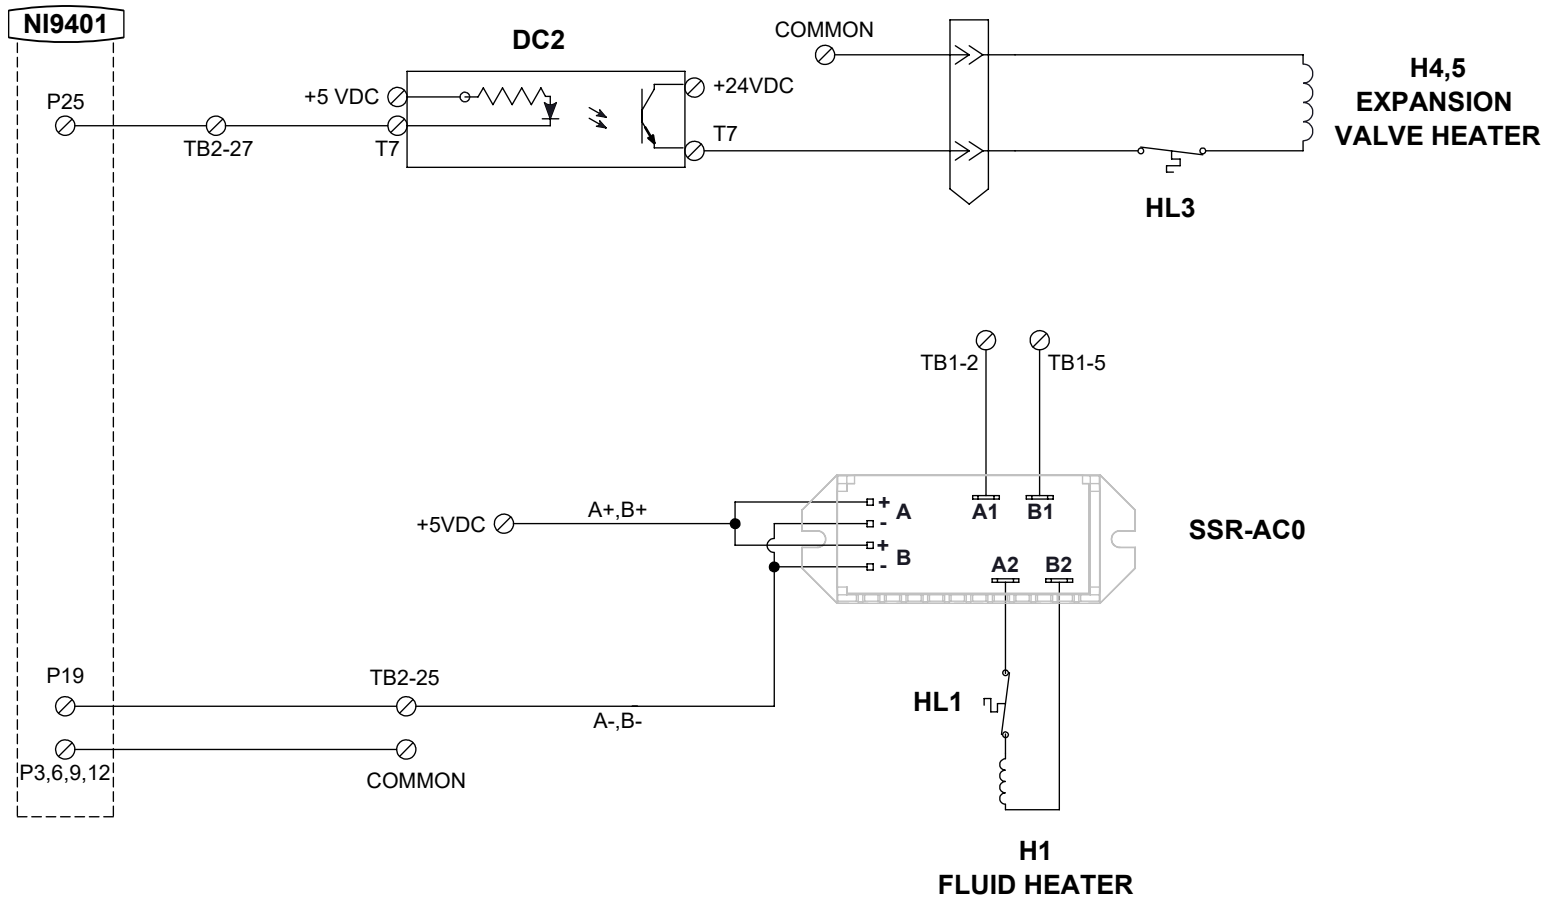 NI9401
DC2
COMMON
H4,5
EXPANSION
VALVE HEATER
P25
+5 VDC
+24VDC
TB2-27
T7
T7
HL3
TB1-2
TB1-5
A+,B+
+5VDC
+
A
-
+
B
-
A1
B1
A2
B2
SSR-AC0
P19
TB2-25
A-,B-
HL1
P3,6,9,12
COMMON
H1
FLUID HEATER